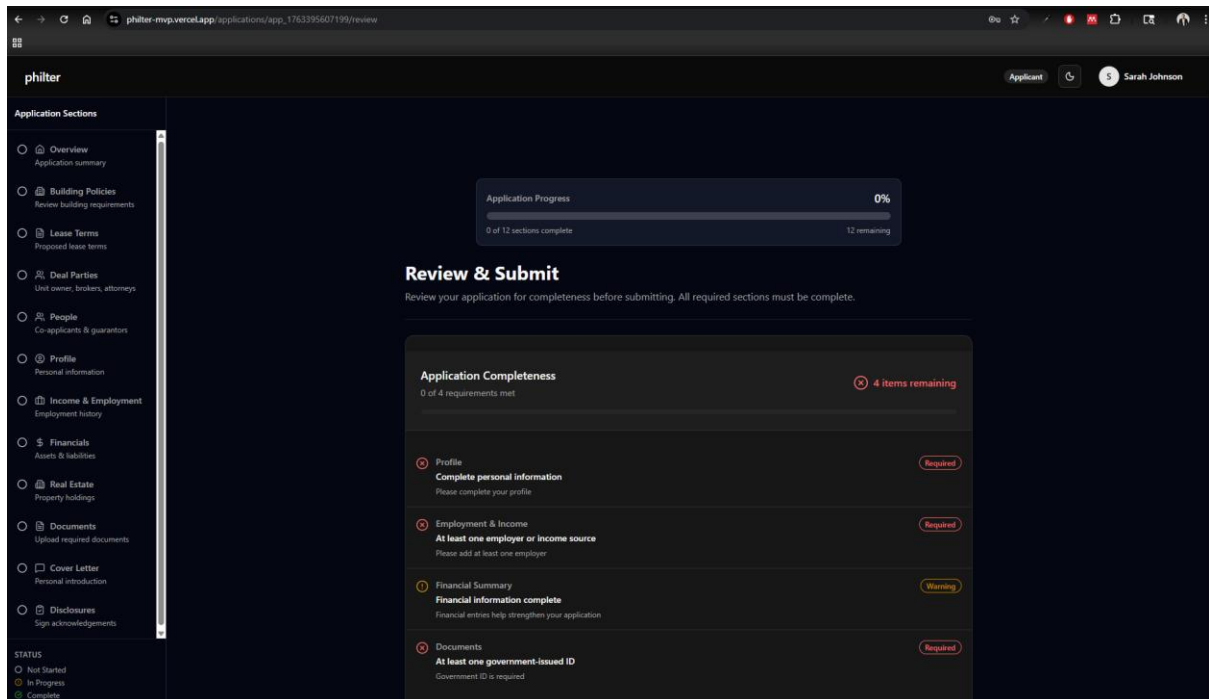 philter-mvp.vercel.app/applications/app_1763395607199/review
philter
Applicant
S
Sarah Johnson
Application Sections
Overview
Application summary
Building Policies
Review building requirements
Lease Terms
Proposed lease terms
Deal Parties
Unit owner, brokers, attorneys
People
Co-applicants & guarantors
Profile
Personal information
Income & Employment
Employment history
Financials
Assets & liabilities
Real Estate
Property holdings
Documents
Upload required documents
Cover Letter
Personal introduction
Disclosures
Sign acknowledgements
STATUS
Not Started
In Progress
Complete
Application Progress 0%
0 of 12 sections complete 12 remaining
Review & Submit
Review your application for completeness before submitting. All required sections must be complete.
Application Completeness
0 of 4 requirements met
4 items remaining
Profile Required
Complete personal information
Please complete your profile
Employment & Income Required
At least one employer or income source
Please add at least one employer
Financial Summary Warning
Financial information complete
Financial entries help strengthen your application
Documents Required
At least one government-issued ID
Government ID is required